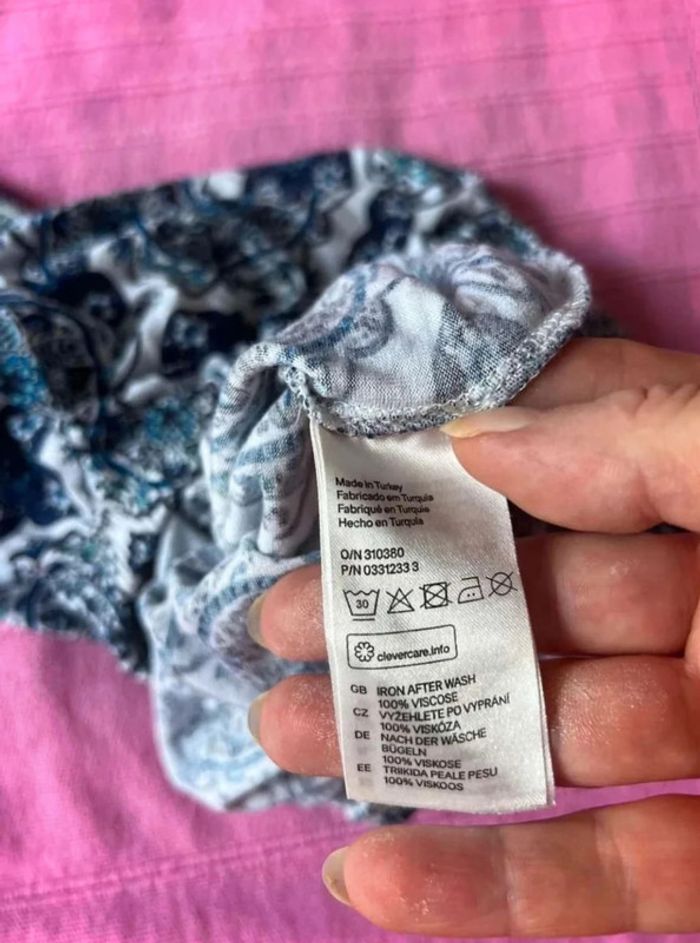 Made in Turkey
Fabricado em Turquia
Fabriqué en Turquie
Hecho en Turquía
O/N 310380
P/N 0331233 3
30
clevercare.info
GB IRON AFTER WASH
100% VISCOSE
CZ VYŽEHLETE PO VYPRÁNÍ
100% VISKÓZA
DE NACH DER WÄSCHE
BÜGELN
100% VISKOSE
EE TRIIKIDA PEALE PESU
100% VISKOOS